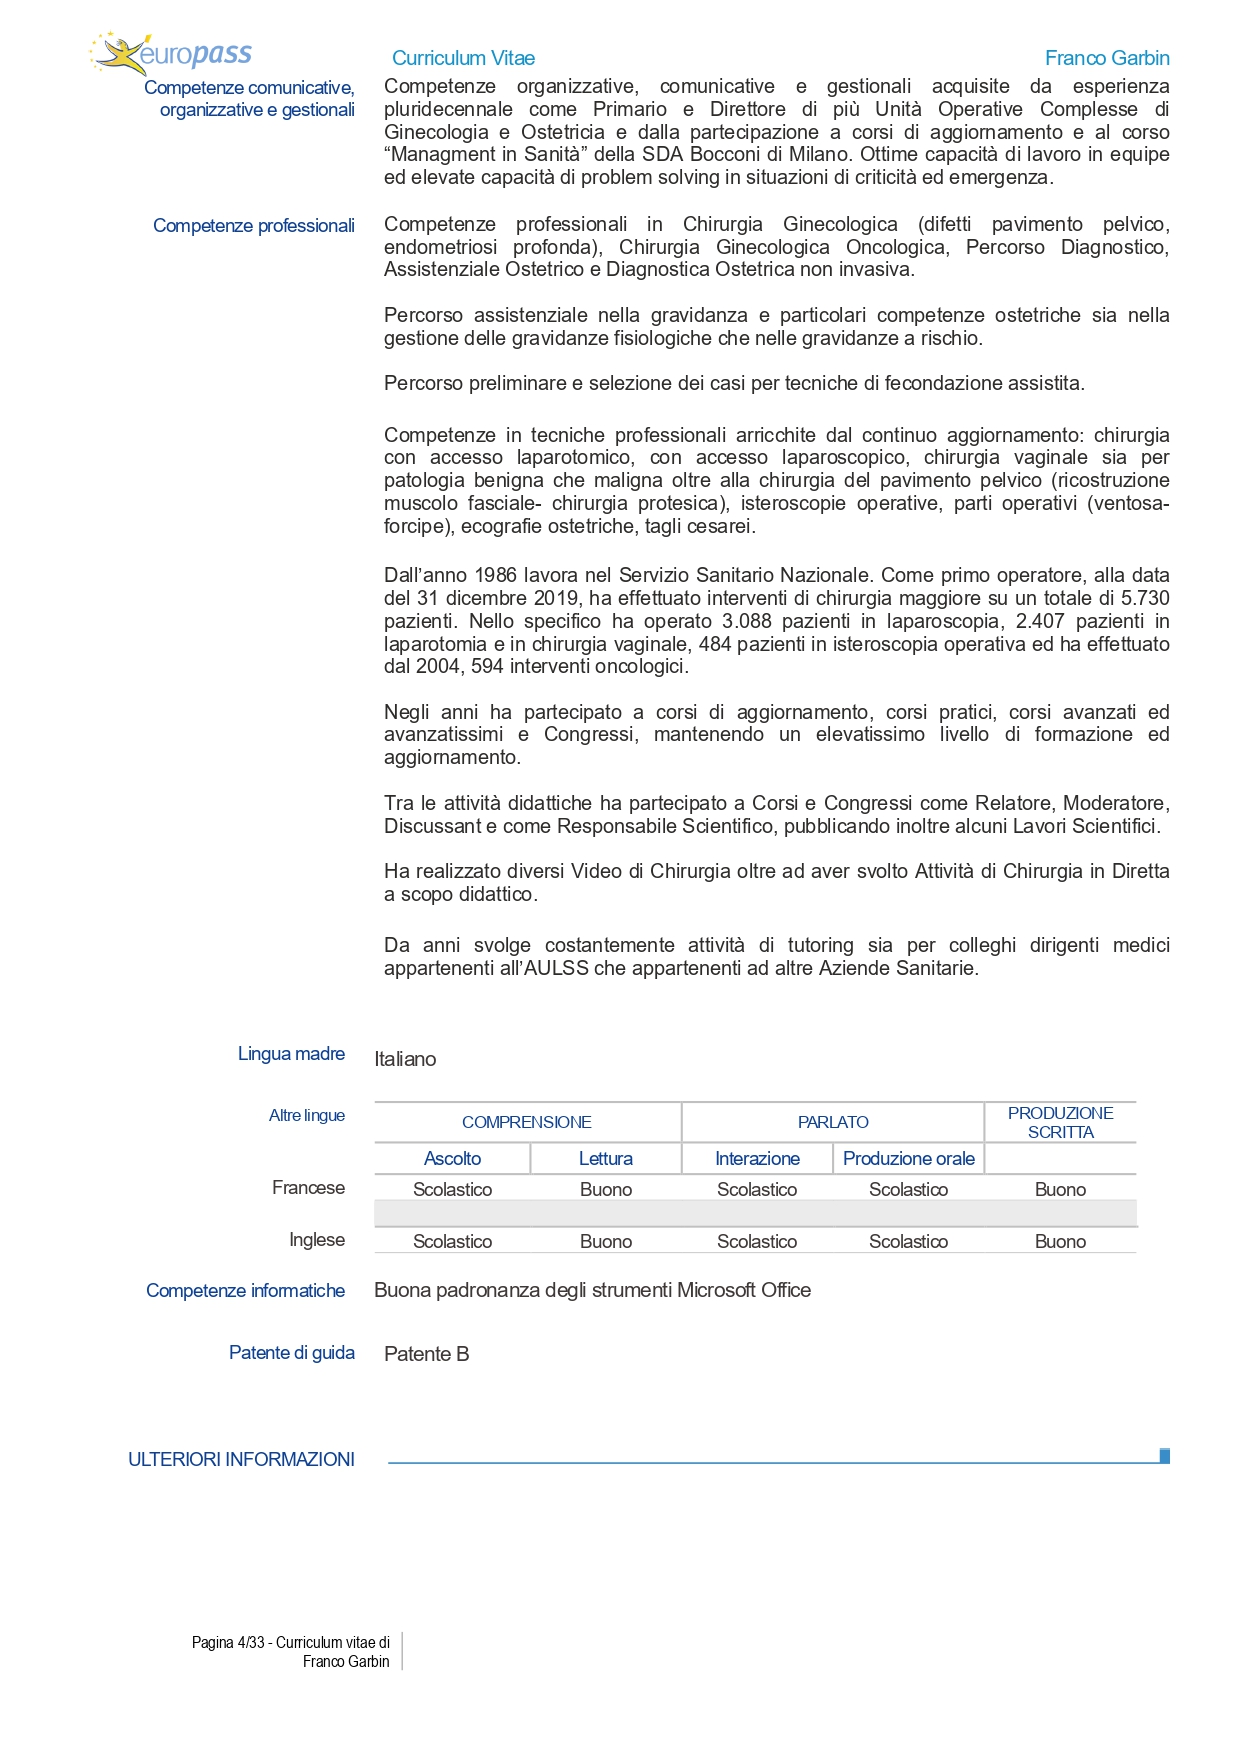 europass
Curriculum Vitae
Franco Garbin
Competenze comunicative,
organizzative e gestionali
Competenze organizzative, comunicative e gestionali acquisite da esperienza
pluridecennale come Primario e Direttore di più Unità Operative Complesse di
Ginecologia e Ostetricia e dalla partecipazione a corsi di aggiornamento e al corso
“Managment in Sanità” della SDA Bocconi di Milano. Ottime capacità di lavoro in equipe
ed elevate capacità di problem solving in situazioni di criticità ed emergenza.
Competenze professionali
Competenze professionali in Chirurgia Ginecologica (difetti pavimento pelvico,
endometriosi profonda), Chirurgia Ginecologica Oncologica, Percorso Diagnostico,
Assistenziale Ostetrico e Diagnostica Ostetrica non invasiva.
Percorso assistenziale nella gravidanza e particolari competenze ostetriche sia nella
gestione delle gravidanze fisiologiche che nelle gravidanze a rischio.
Percorso preliminare e selezione dei casi per tecniche di fecondazione assistita.
Competenze in tecniche professionali arricchite dal continuo aggiornamento: chirurgia
con accesso laparotomico, con accesso laparoscopico, chirurgia vaginale sia per
patologia benigna che maligna oltre alla chirurgia del pavimento pelvico (ricostruzione
muscolo fasciale- chirurgia protesica), isteroscopie operative, parti operativi (ventosa-
forcipe), ecografie ostetriche, tagli cesarei.
Dall’anno 1986 lavora nel Servizio Sanitario Nazionale. Come primo operatore, alla data
del 31 dicembre 2019, ha effettuato interventi di chirurgia maggiore su un totale di 5.730
pazienti. Nello specifico ha operato 3.088 pazienti in laparoscopia, 2.407 pazienti in
laparotomia e in chirurgia vaginale, 484 pazienti in isteroscopia operativa ed ha effettuato
dal 2004, 594 interventi oncologici.
Negli anni ha partecipato a corsi di aggiornamento, corsi pratici, corsi avanzati ed
avanzatissimi e Congressi, mantenendo un elevatissimo livello di formazione ed
aggiornamento.
Tra le attività didattiche ha partecipato a Corsi e Congressi come Relatore, Moderatore,
Discussant e come Responsabile Scientifico, pubblicando inoltre alcuni Lavori Scientifici.
Ha realizzato diversi Video di Chirurgia oltre ad aver svolto Attività di Chirurgia in Diretta
a scopo didattico.
Da anni svolge costantemente attività di tutoring sia per colleghi dirigenti medici
appartenenti all’AULSS che appartenenti ad altre Aziende Sanitarie.
Lingua madre
Italiano
Altre lingue
COMPRENSIONE
PARLATO
PRODUZIONE
SCRITTA
Ascolto
Lettura
Interazione
Produzione orale
Francese
Scolastico
Buono
Scolastico
Scolastico
Buono
Inglese
Scolastico
Buono
Scolastico
Scolastico
Buono
Competenze informatiche
Buona padronanza degli strumenti Microsoft Office
Patente di guida
Patente B
ULTERIORI INFORMAZIONI
Pagina 4/33 - Curriculum vitae di
Franco Garbin